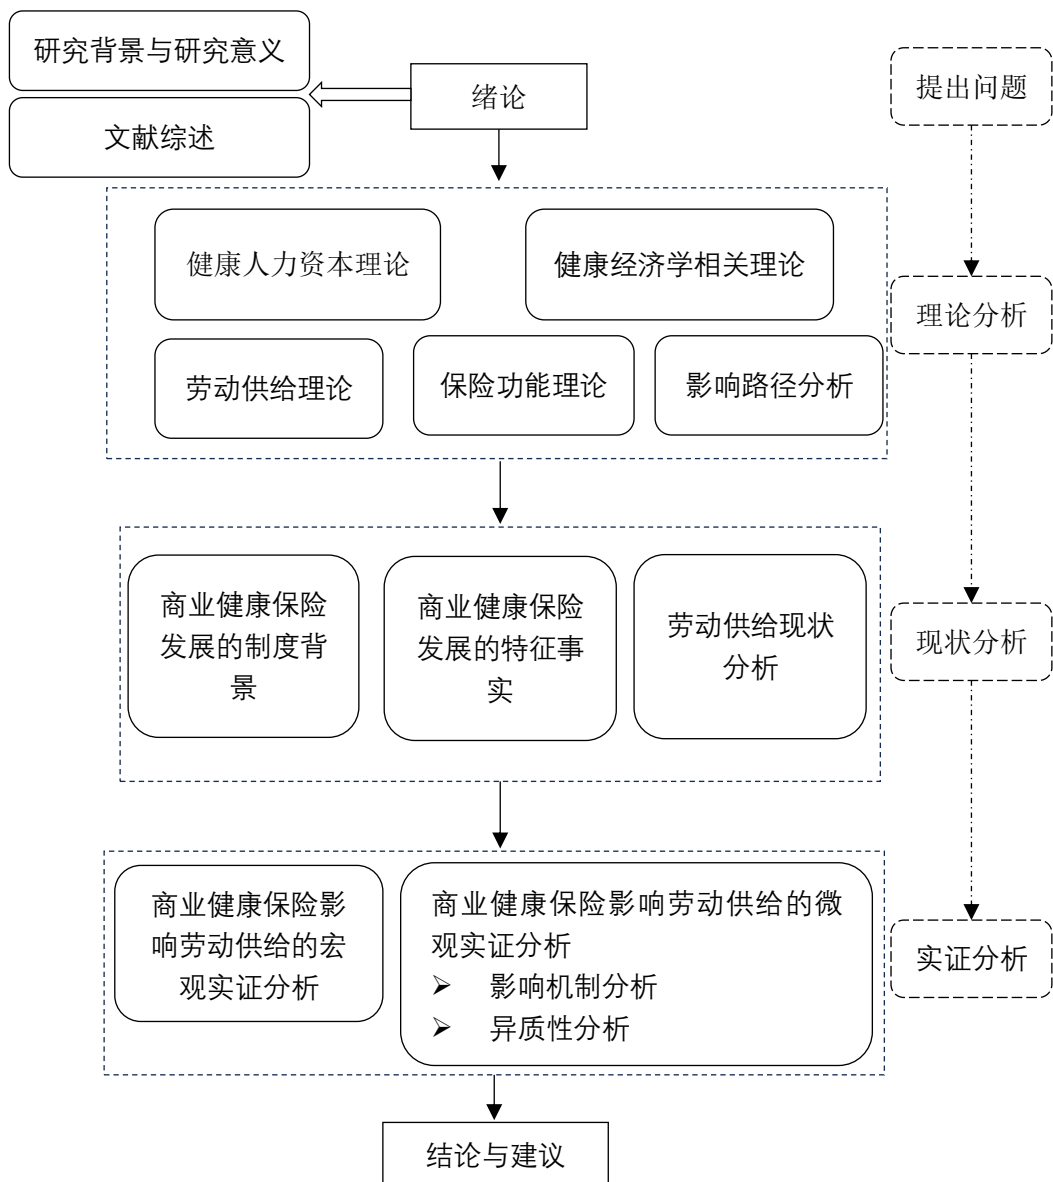 研究背景与研究意义
文献综述
绪论
提出问题
健康人力资本理论
健康经济学相关理论
理论分析
劳动供给理论
保险功能理论
影响路径分析
商业健康保险
发展的制度背
景
商业健康保险
发展的特征事
实
劳动供给现状
分析
现状分析
商业健康保险影
响劳动供给的宏
观实证分析
商业健康保险影响劳动供给的微
观实证分析
➢ 影响机制分析
➢ 异质性分析
实证分析
结论与建议